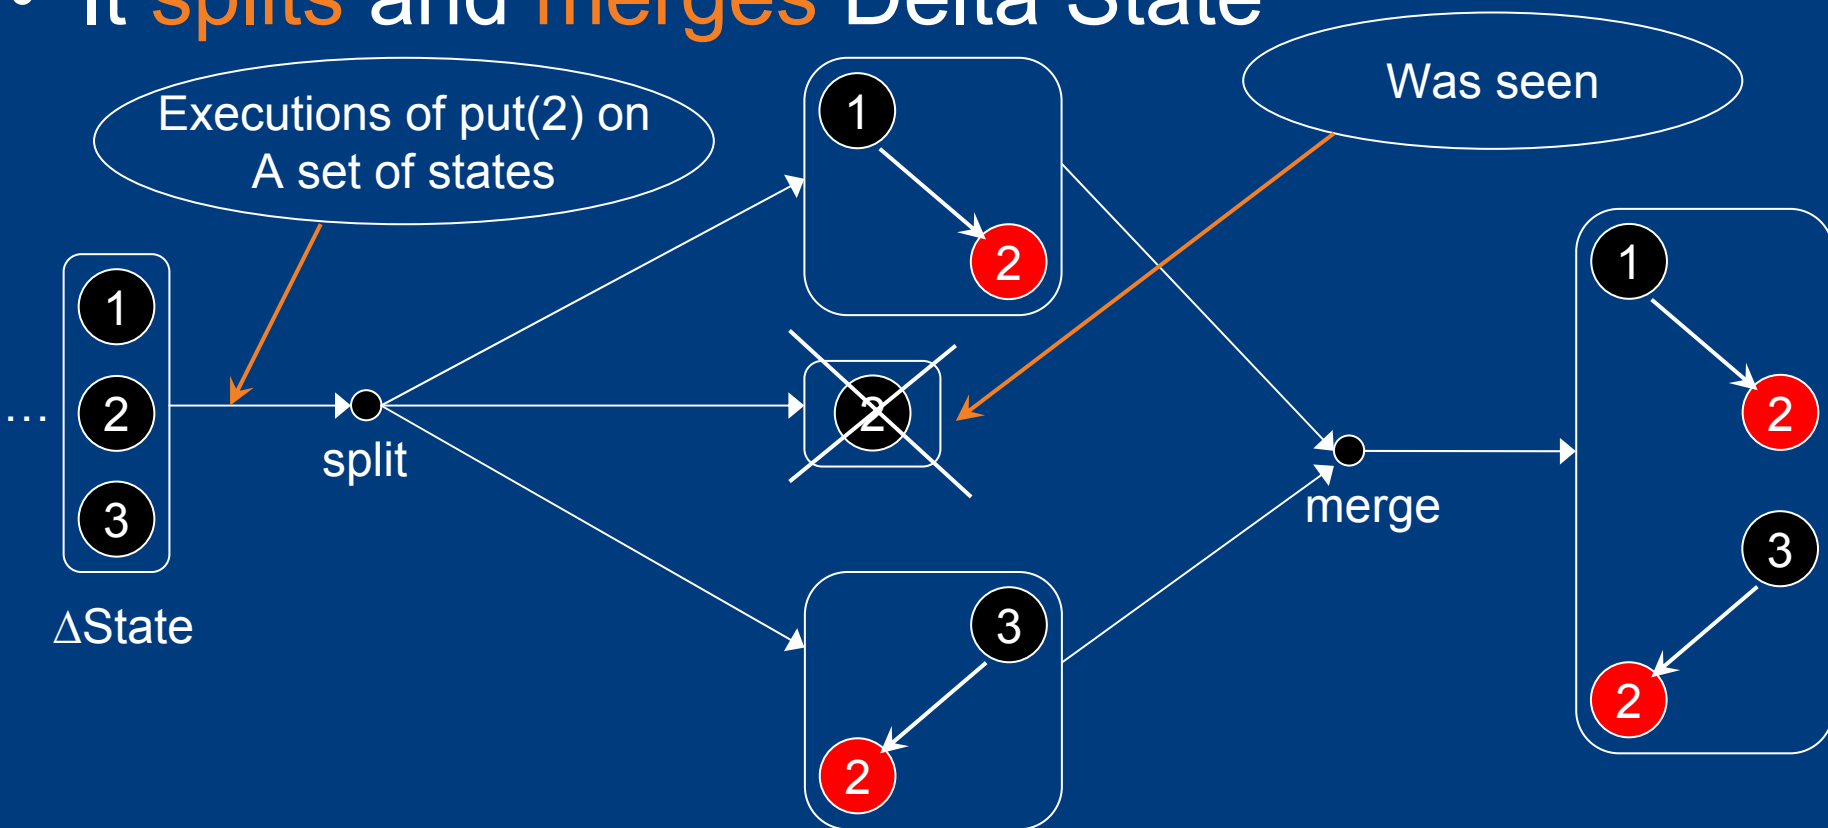 • It splits and merges Delta State
Executions of put(2) on
A set of states
Was seen
1
2
1
2
1
2
3
...
split
2
merge
3
2
3
2
ΔState